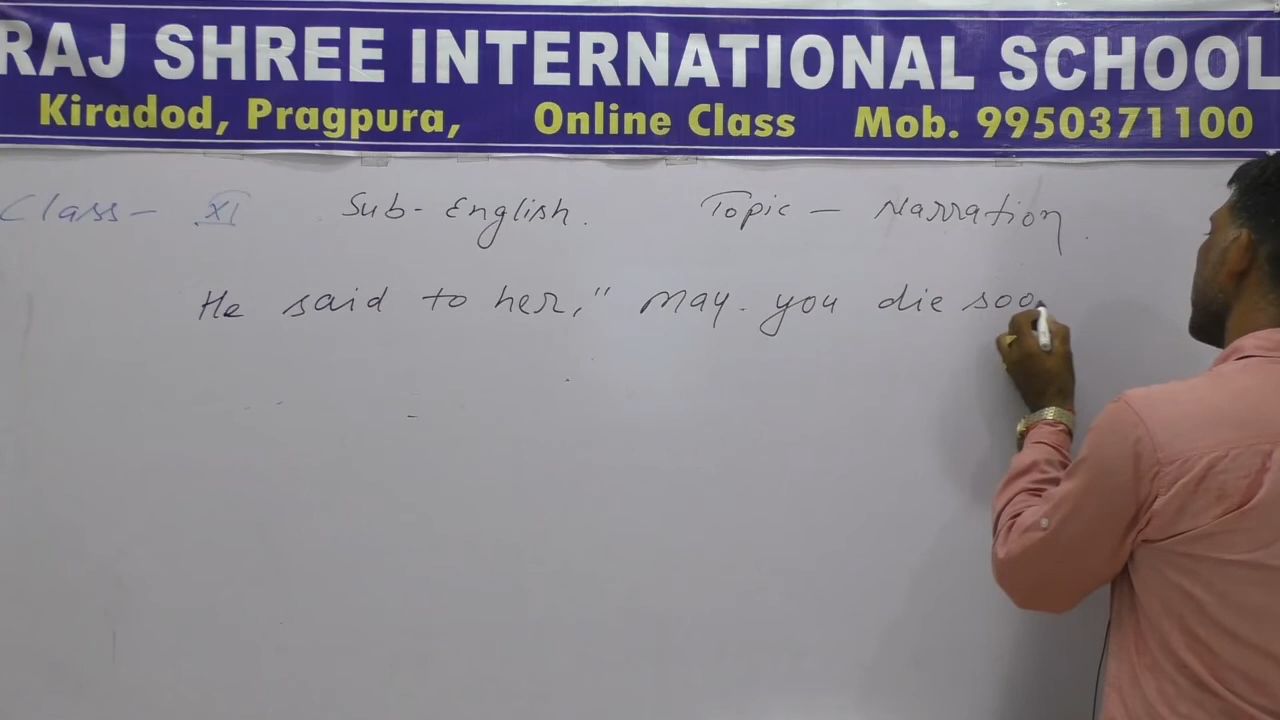 RAJ SHREE INTERNATIONAL SCHOOL
Kiradod, Pragpura, Online Class Mob. 9950371100
Class - XI Sub - English. Topic - Narration.
He said to her, " May. you die soo